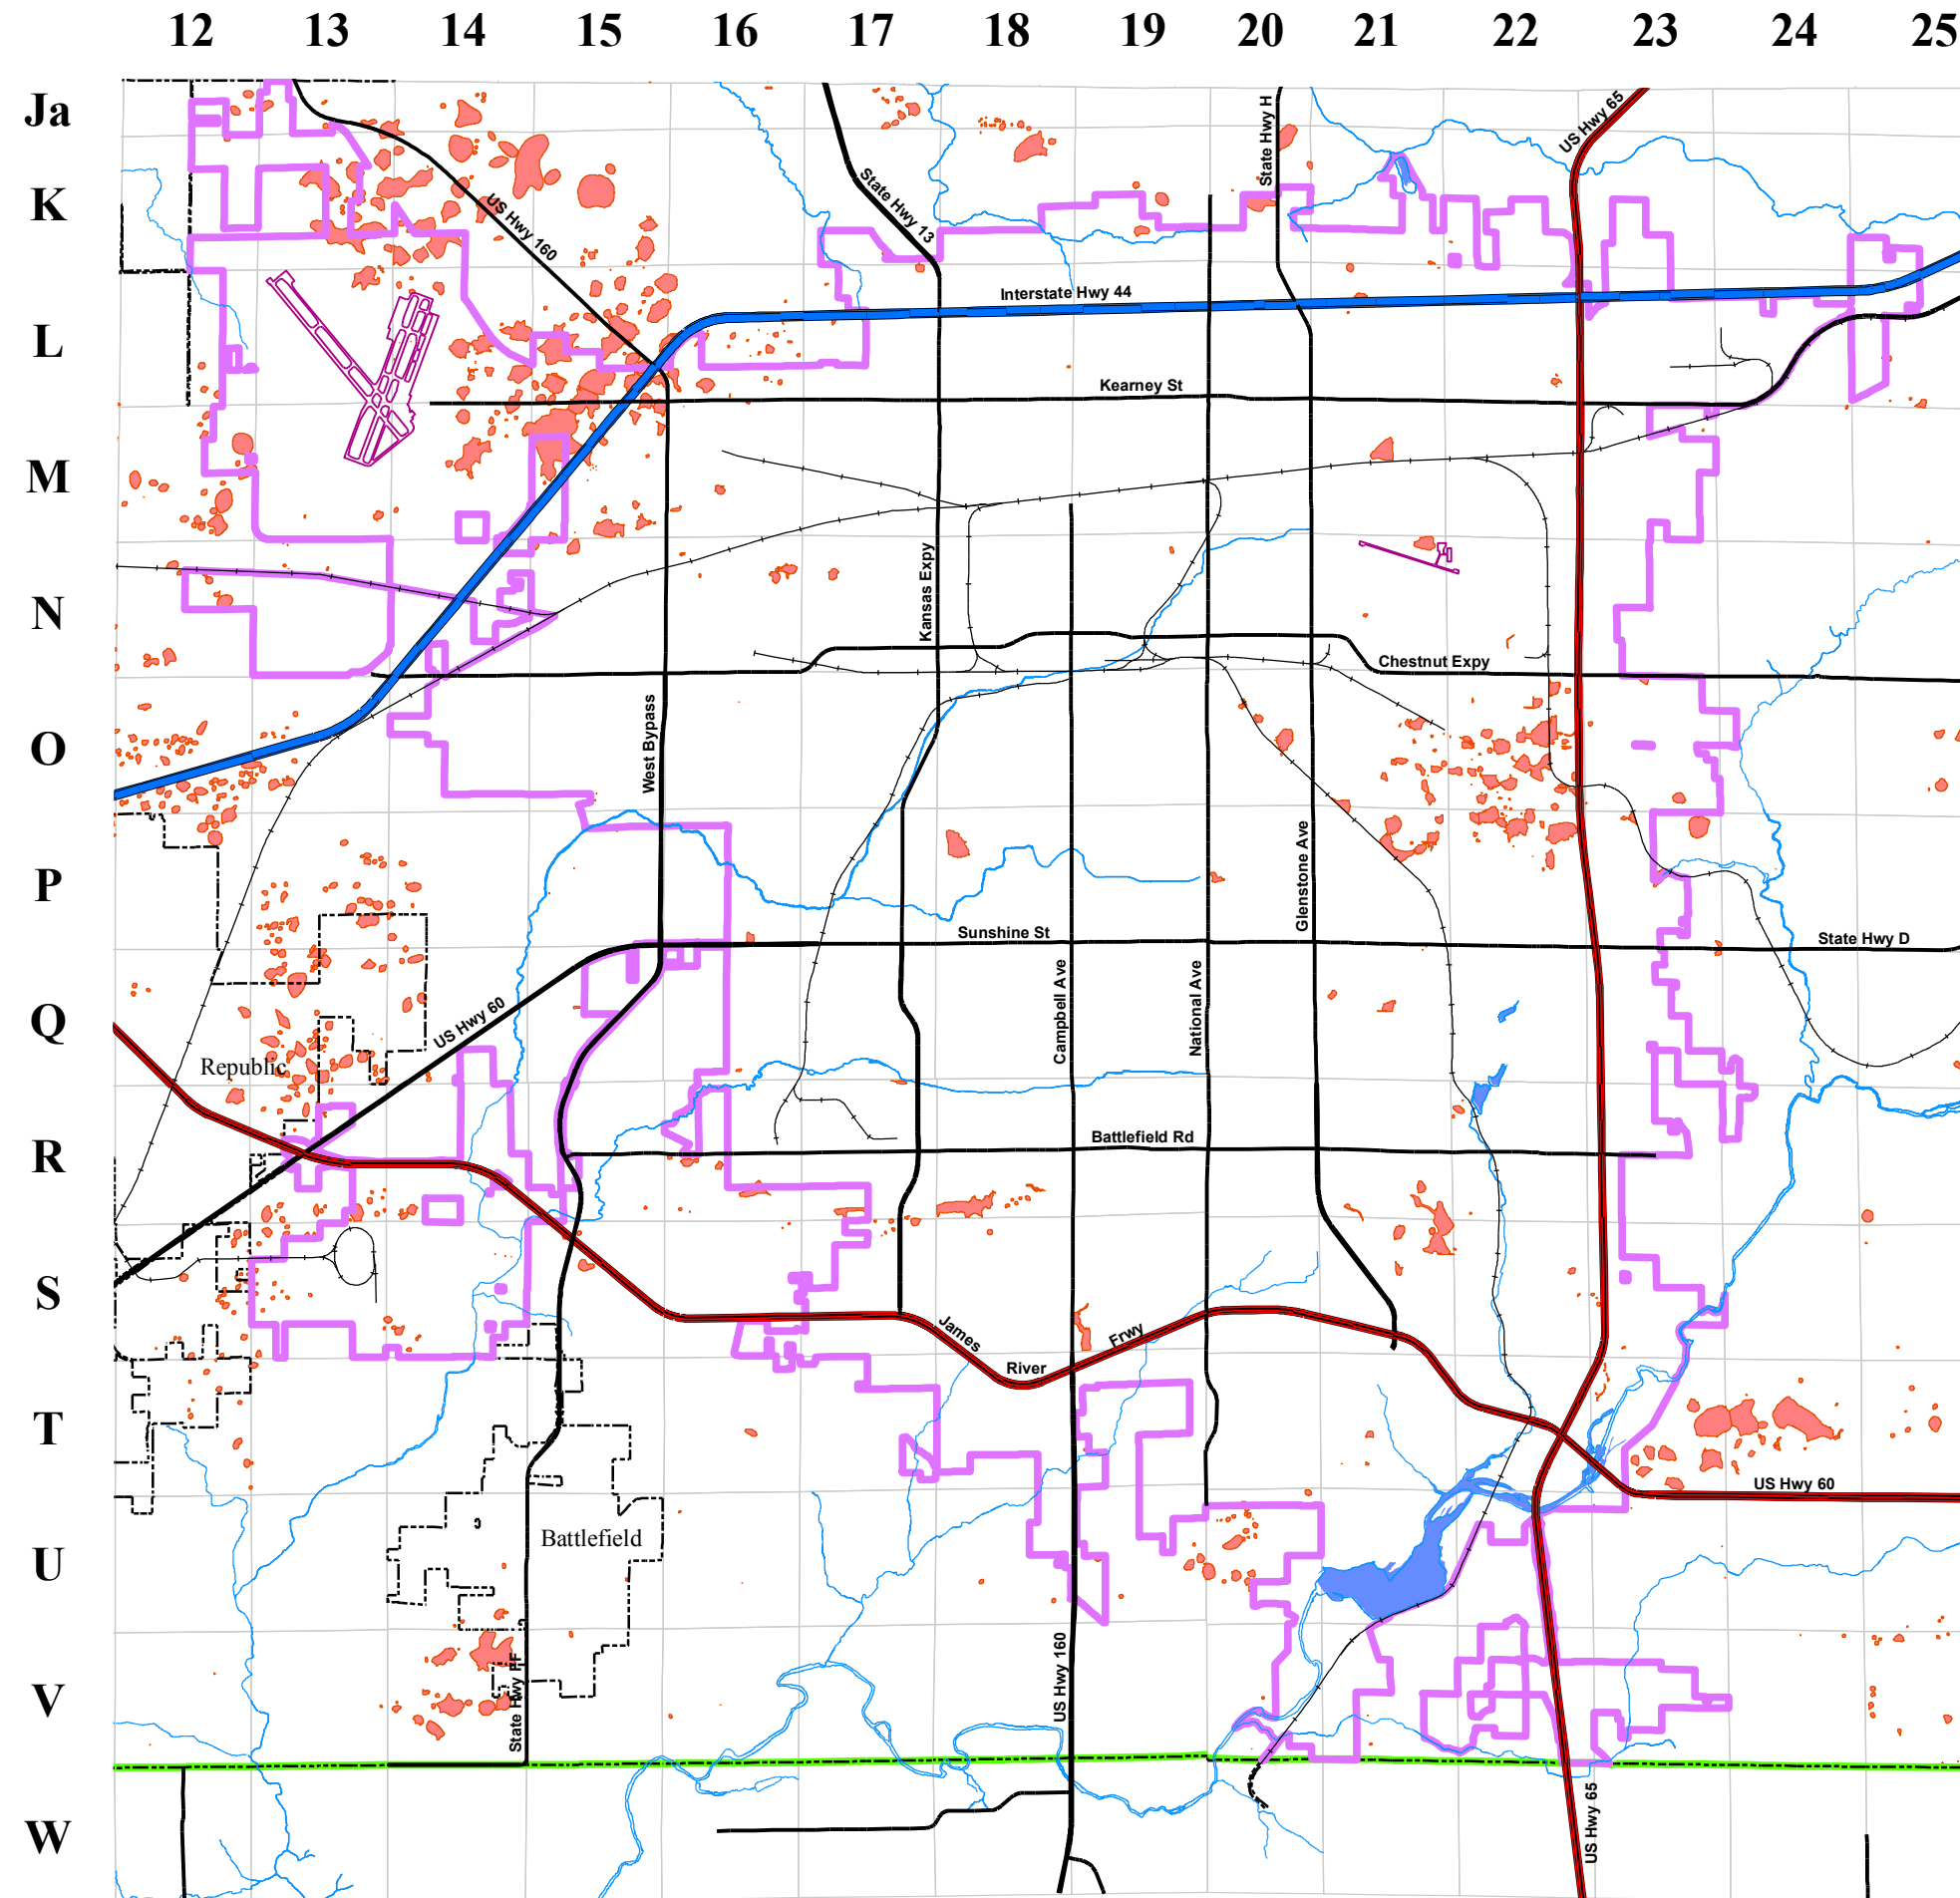 12 13 14 15 16 17 18 19 20 21 22 23 24 25
Ja
State Hwy H
US Hwy 65
K
US Hwy 160
State Hwy 13
Interstate Hwy 44
L
Kearney St
M
N
Kansas Expy
Chestnut Expy
O
West Bypass
P
Glenstone Ave
Sunshine St
State Hwy D
Q
US Hwy 60
Campbell Ave
National Ave
Republic
R
Battlefield Rd
S
James
River
Frwy
T
US Hwy 60
Battlefield
U
V
State Hwy FF
US Hwy 160
W
US Hwy 65